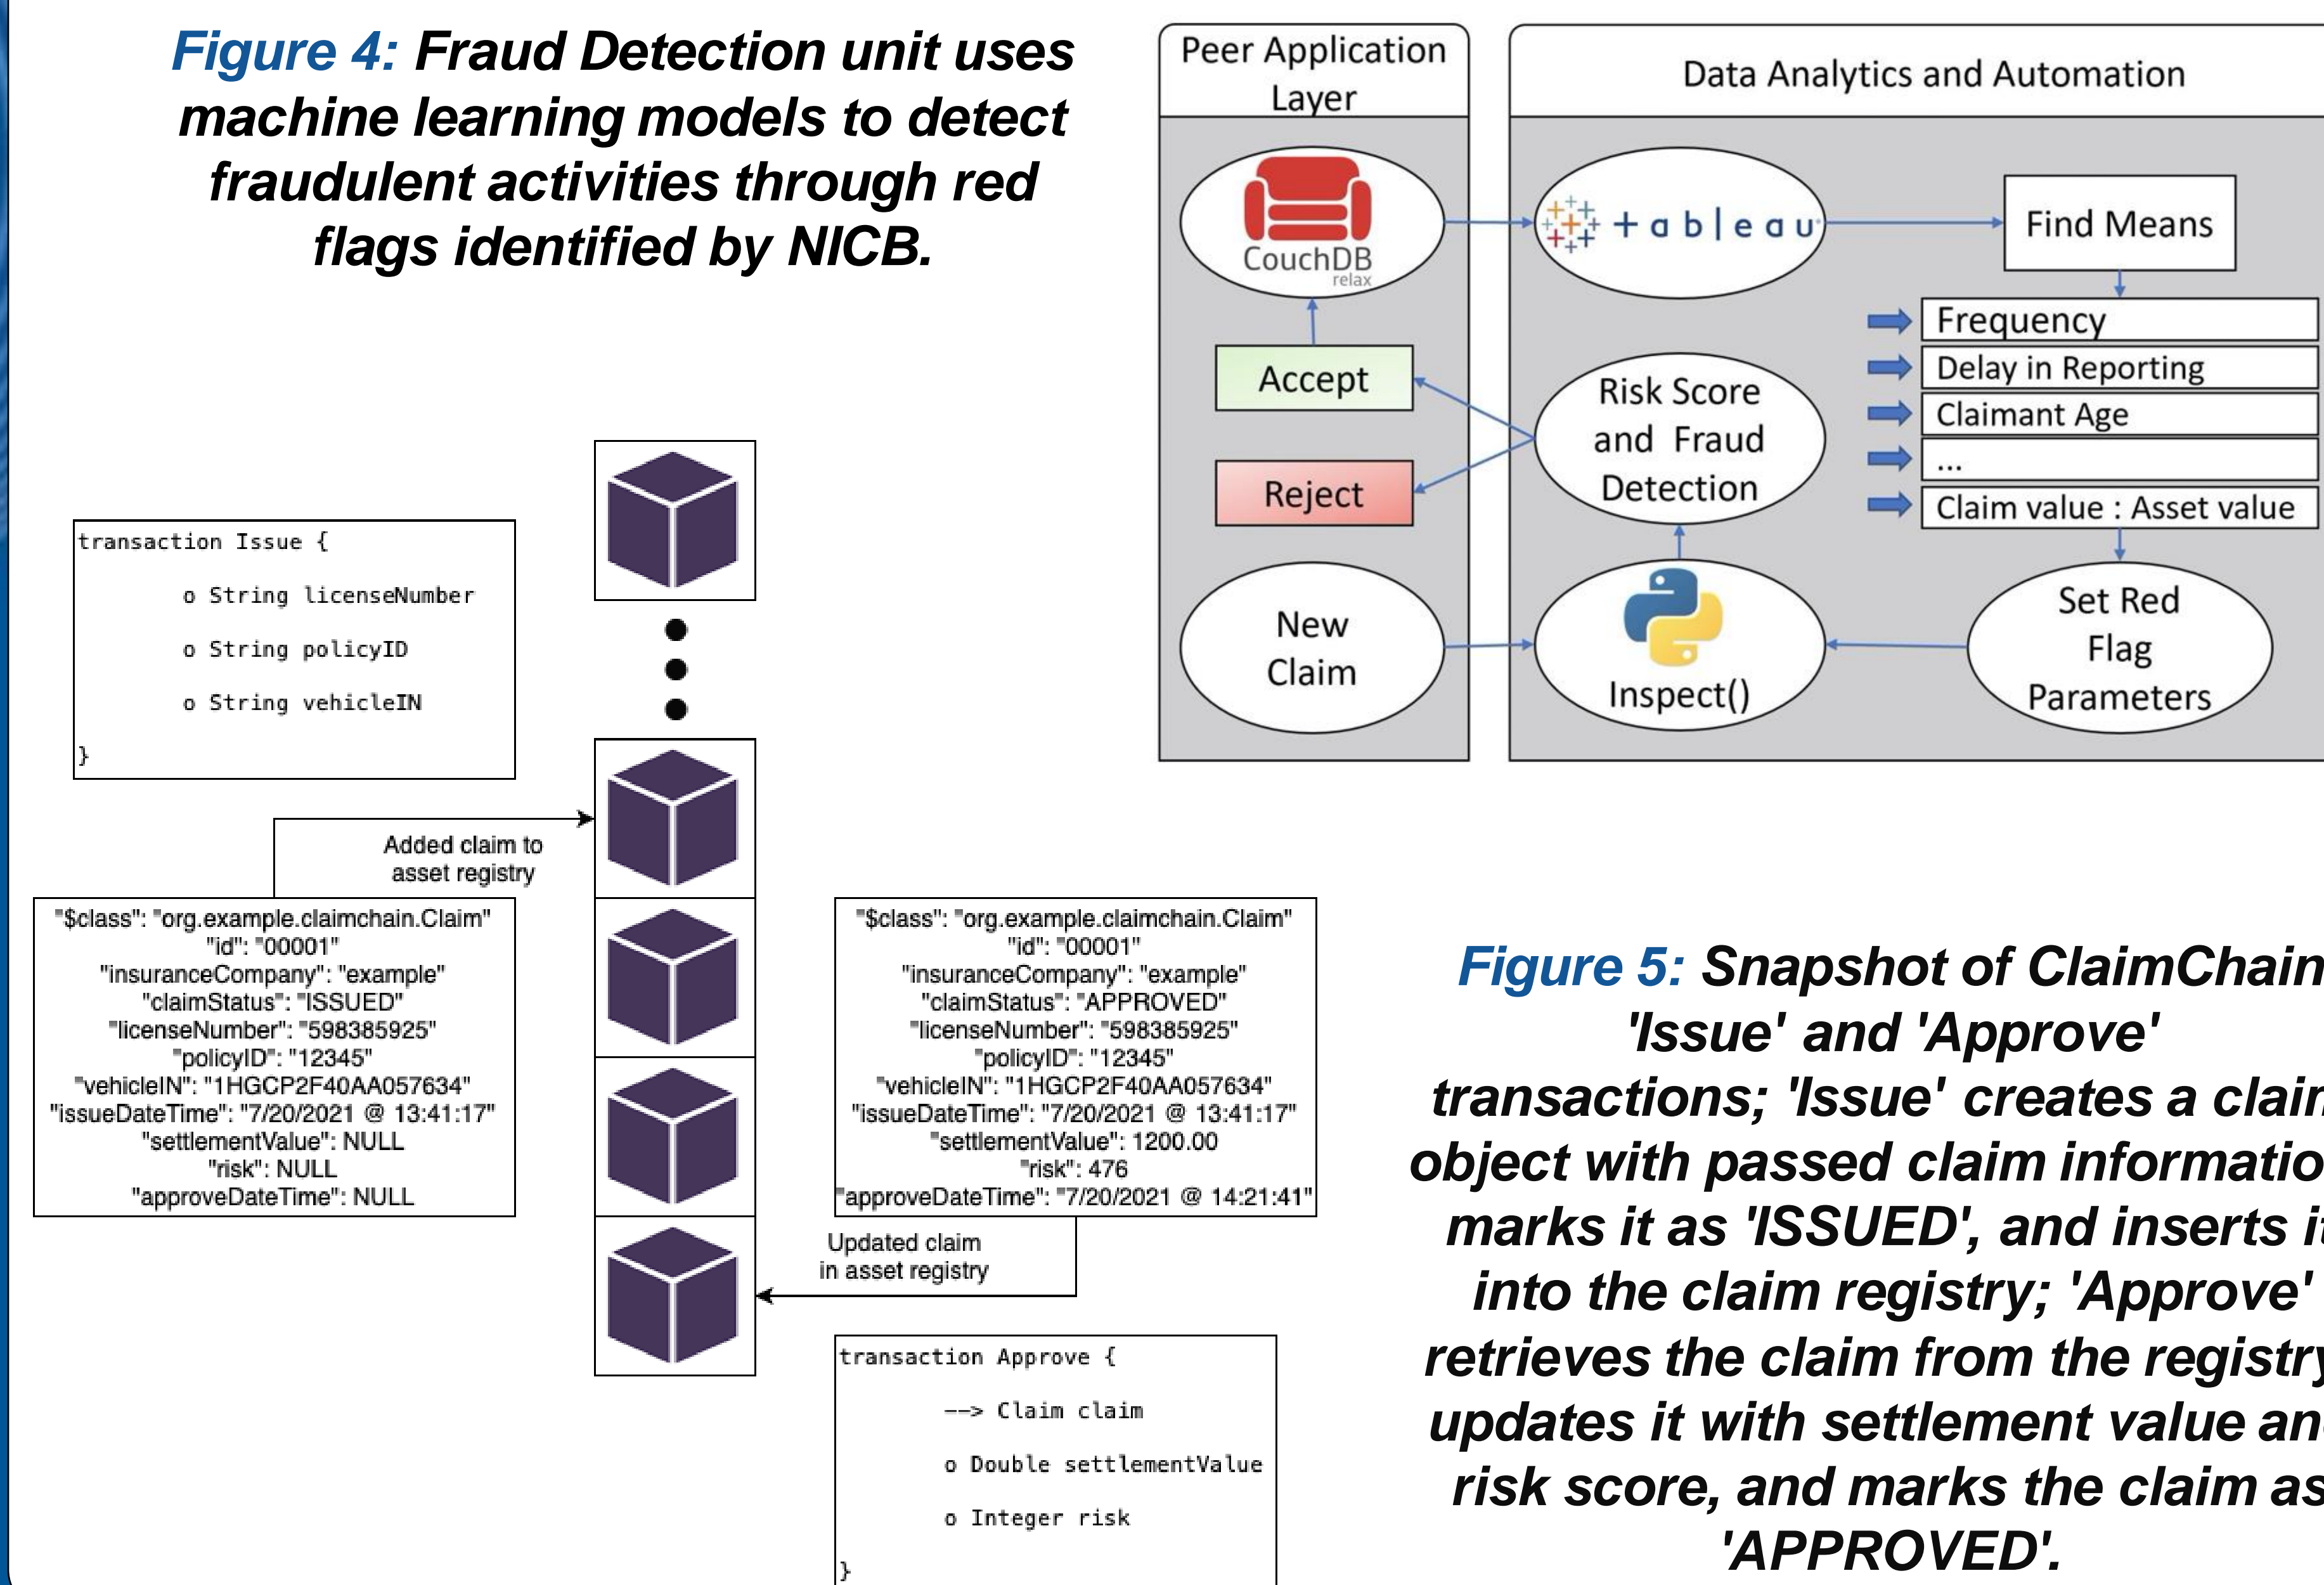 Figure 4: Fraud Detection unit uses
machine learning models to detect
fraudulent activities through red
flags identified by NICB.
Peer Application
Layer
CouchDB
relax
Accept
Reject
New
Claim
Data Analytics and Automation
+ableau
Find Means
Frequency
Delay in Reporting
Claimant Age
...
Claim value : Asset value
Risk Score
and Fraud
Detection
Inspect()
Set Red
Flag
Parameters
transaction Issue {
o String licenseNumber
o String policyID
o String vehicleIN
}
Added claim to
asset registry
"$class": "org.example.claimchain.Claim"
"id": "00001"
"insuranceCompany": "example"
"claimStatus": "ISSUED"
"licenseNumber": "598385925"
"policyID": "12345"
"vehicleIN": "1HGCP2F40AA057634"
"issueDateTime": "7/20/2021 @ 13:41:17"
"settlementValue": NULL
"risk": NULL
"approveDateTime": NULL
"$class": "org.example.claimchain.Claim"
"id": "00001"
"insuranceCompany": "example"
"claimStatus": "APPROVED"
"licenseNumber": "598385925"
"policyID": "12345"
"vehicleIN": "1HGCP2F40AA057634"
"issueDateTime": "7/20/2021 @ 13:41:17"
"settlementValue": 1200.00
"risk": 476
"approveDateTime": "7/20/2021 @ 14:21:41"
Updated claim
in asset registry
transaction Approve {
--> Claim claim
o Double settlementValue
o Integer risk
}
Figure 5: Snapshot of ClaimChain
'Issue' and 'Approve'
transactions; 'Issue' creates a claim
object with passed claim information
marks it as 'ISSUED', and inserts it
into the claim registry; 'Approve'
retrieves the claim from the registry
updates it with settlement value and
risk score, and marks the claim as
'APPROVED'.